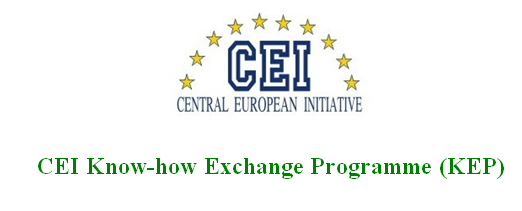 CEI
CENTRAL EUROPEAN INITIATIVE
CEI Know-how Exchange Programme (KEP)